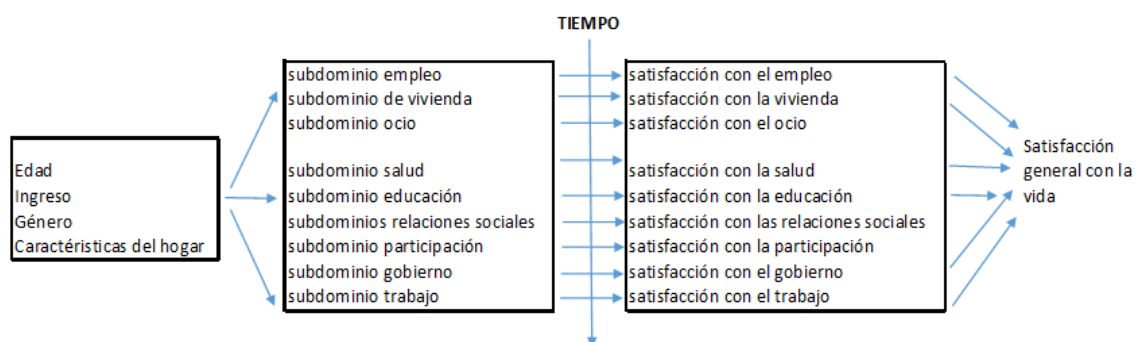 TIEMPO
Edad
Ingreso
Género
Caractéristicas del hogar
subdominio empleo
subdominio de vivienda
subdominio ocio
subdominio salud
subdominio educación
subdominios relaciones sociales
subdominio participación
subdominio gobierno
subdominio trabajo
satisfacción con el empleo
satisfacción con la vivienda
satisfacción con el ocio
satisfacción con la salud
satisfacción con la educación
satisfacción con las relaciones sociales
satisfacción con la participación
satisfacción con el gobierno
satisfacción con el trabajo
Satisfacción
general con la
vida